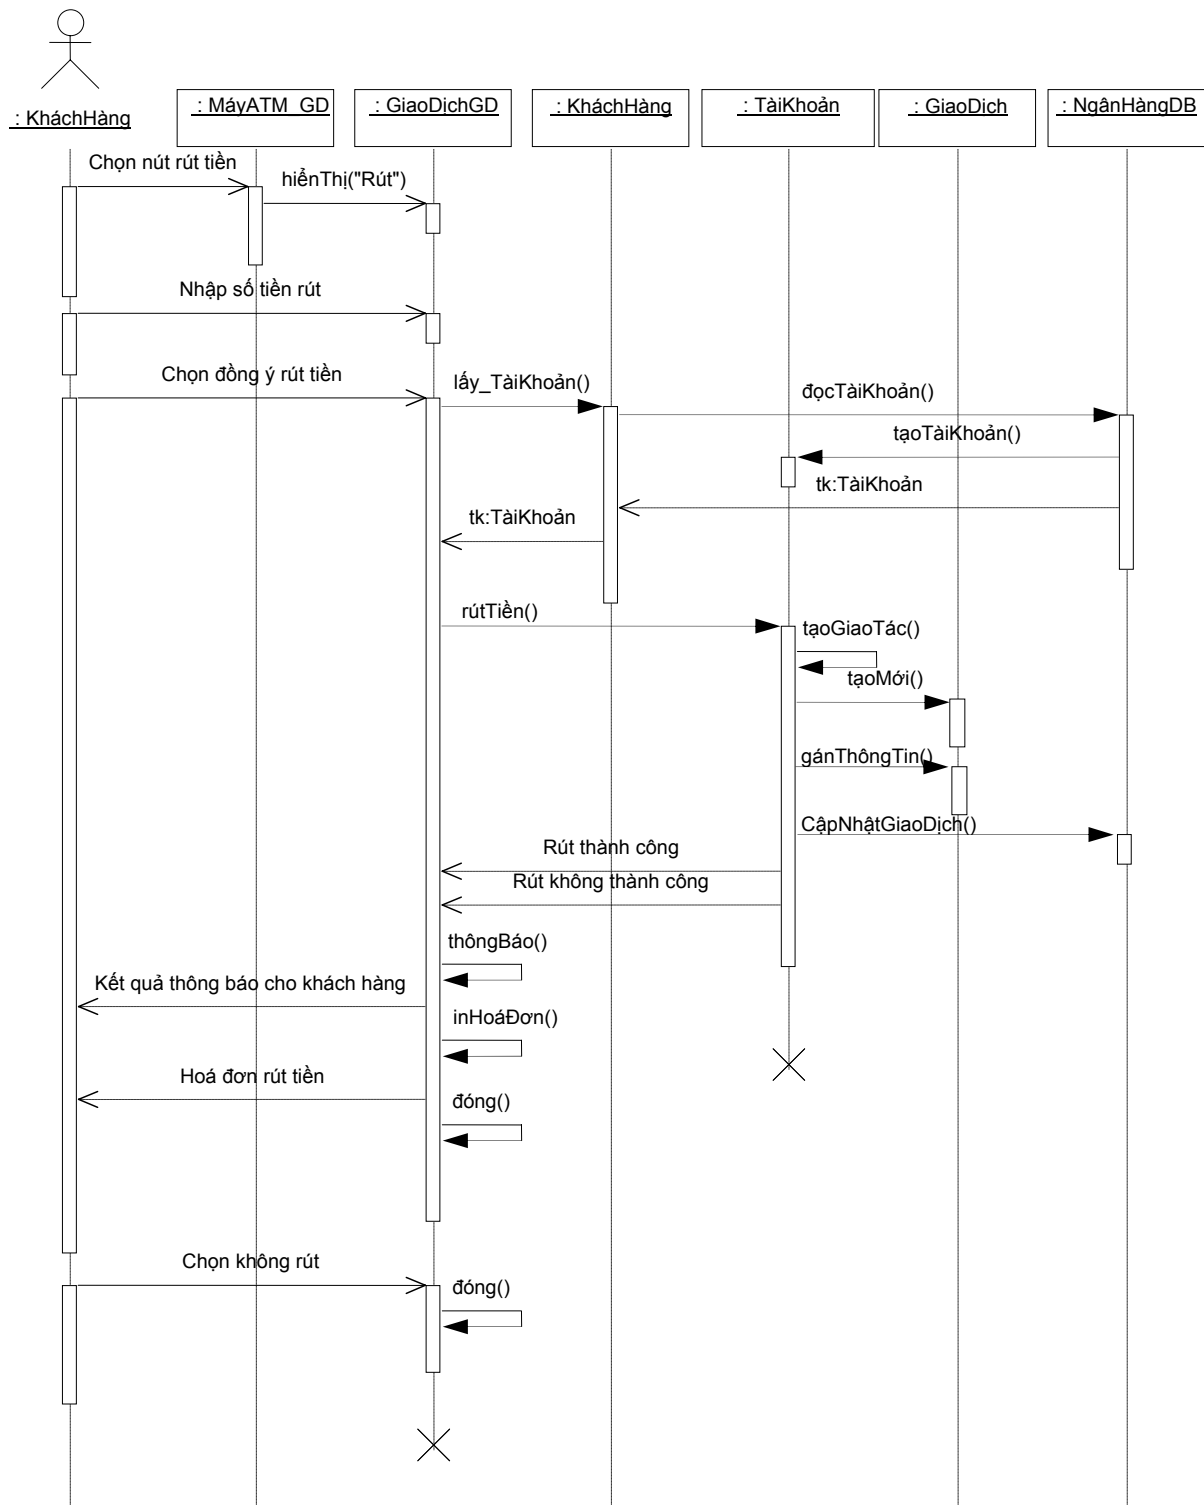 : KháchHàng
: MáyATM_GD
: GiaoDịchGD
: KháchHàng
: TàiKhoản
: GiaoDich
: NgânHàngDB
Chọn nút rút tiền
hiểnThị("Rút")
Nhập số tiền rút
Chọn đồng ý rút tiền
lấy_TàiKhoản()
đọcTàiKhoản()
tạoTàiKhoản()
tk:TàiKhoản
tk:TàiKhoản
rútTiền()
tạoGiaoTác()
tạoMới()
gánThôngTin()
CậpNhậtGiaoDịch()
Rút thành công
Rút không thành công
thôngBáo()
Kết quả thông báo cho khách hàng
inHoáĐơn()
Hoá đơn rút tiền
đóng()
Chọn không rút
đóng()